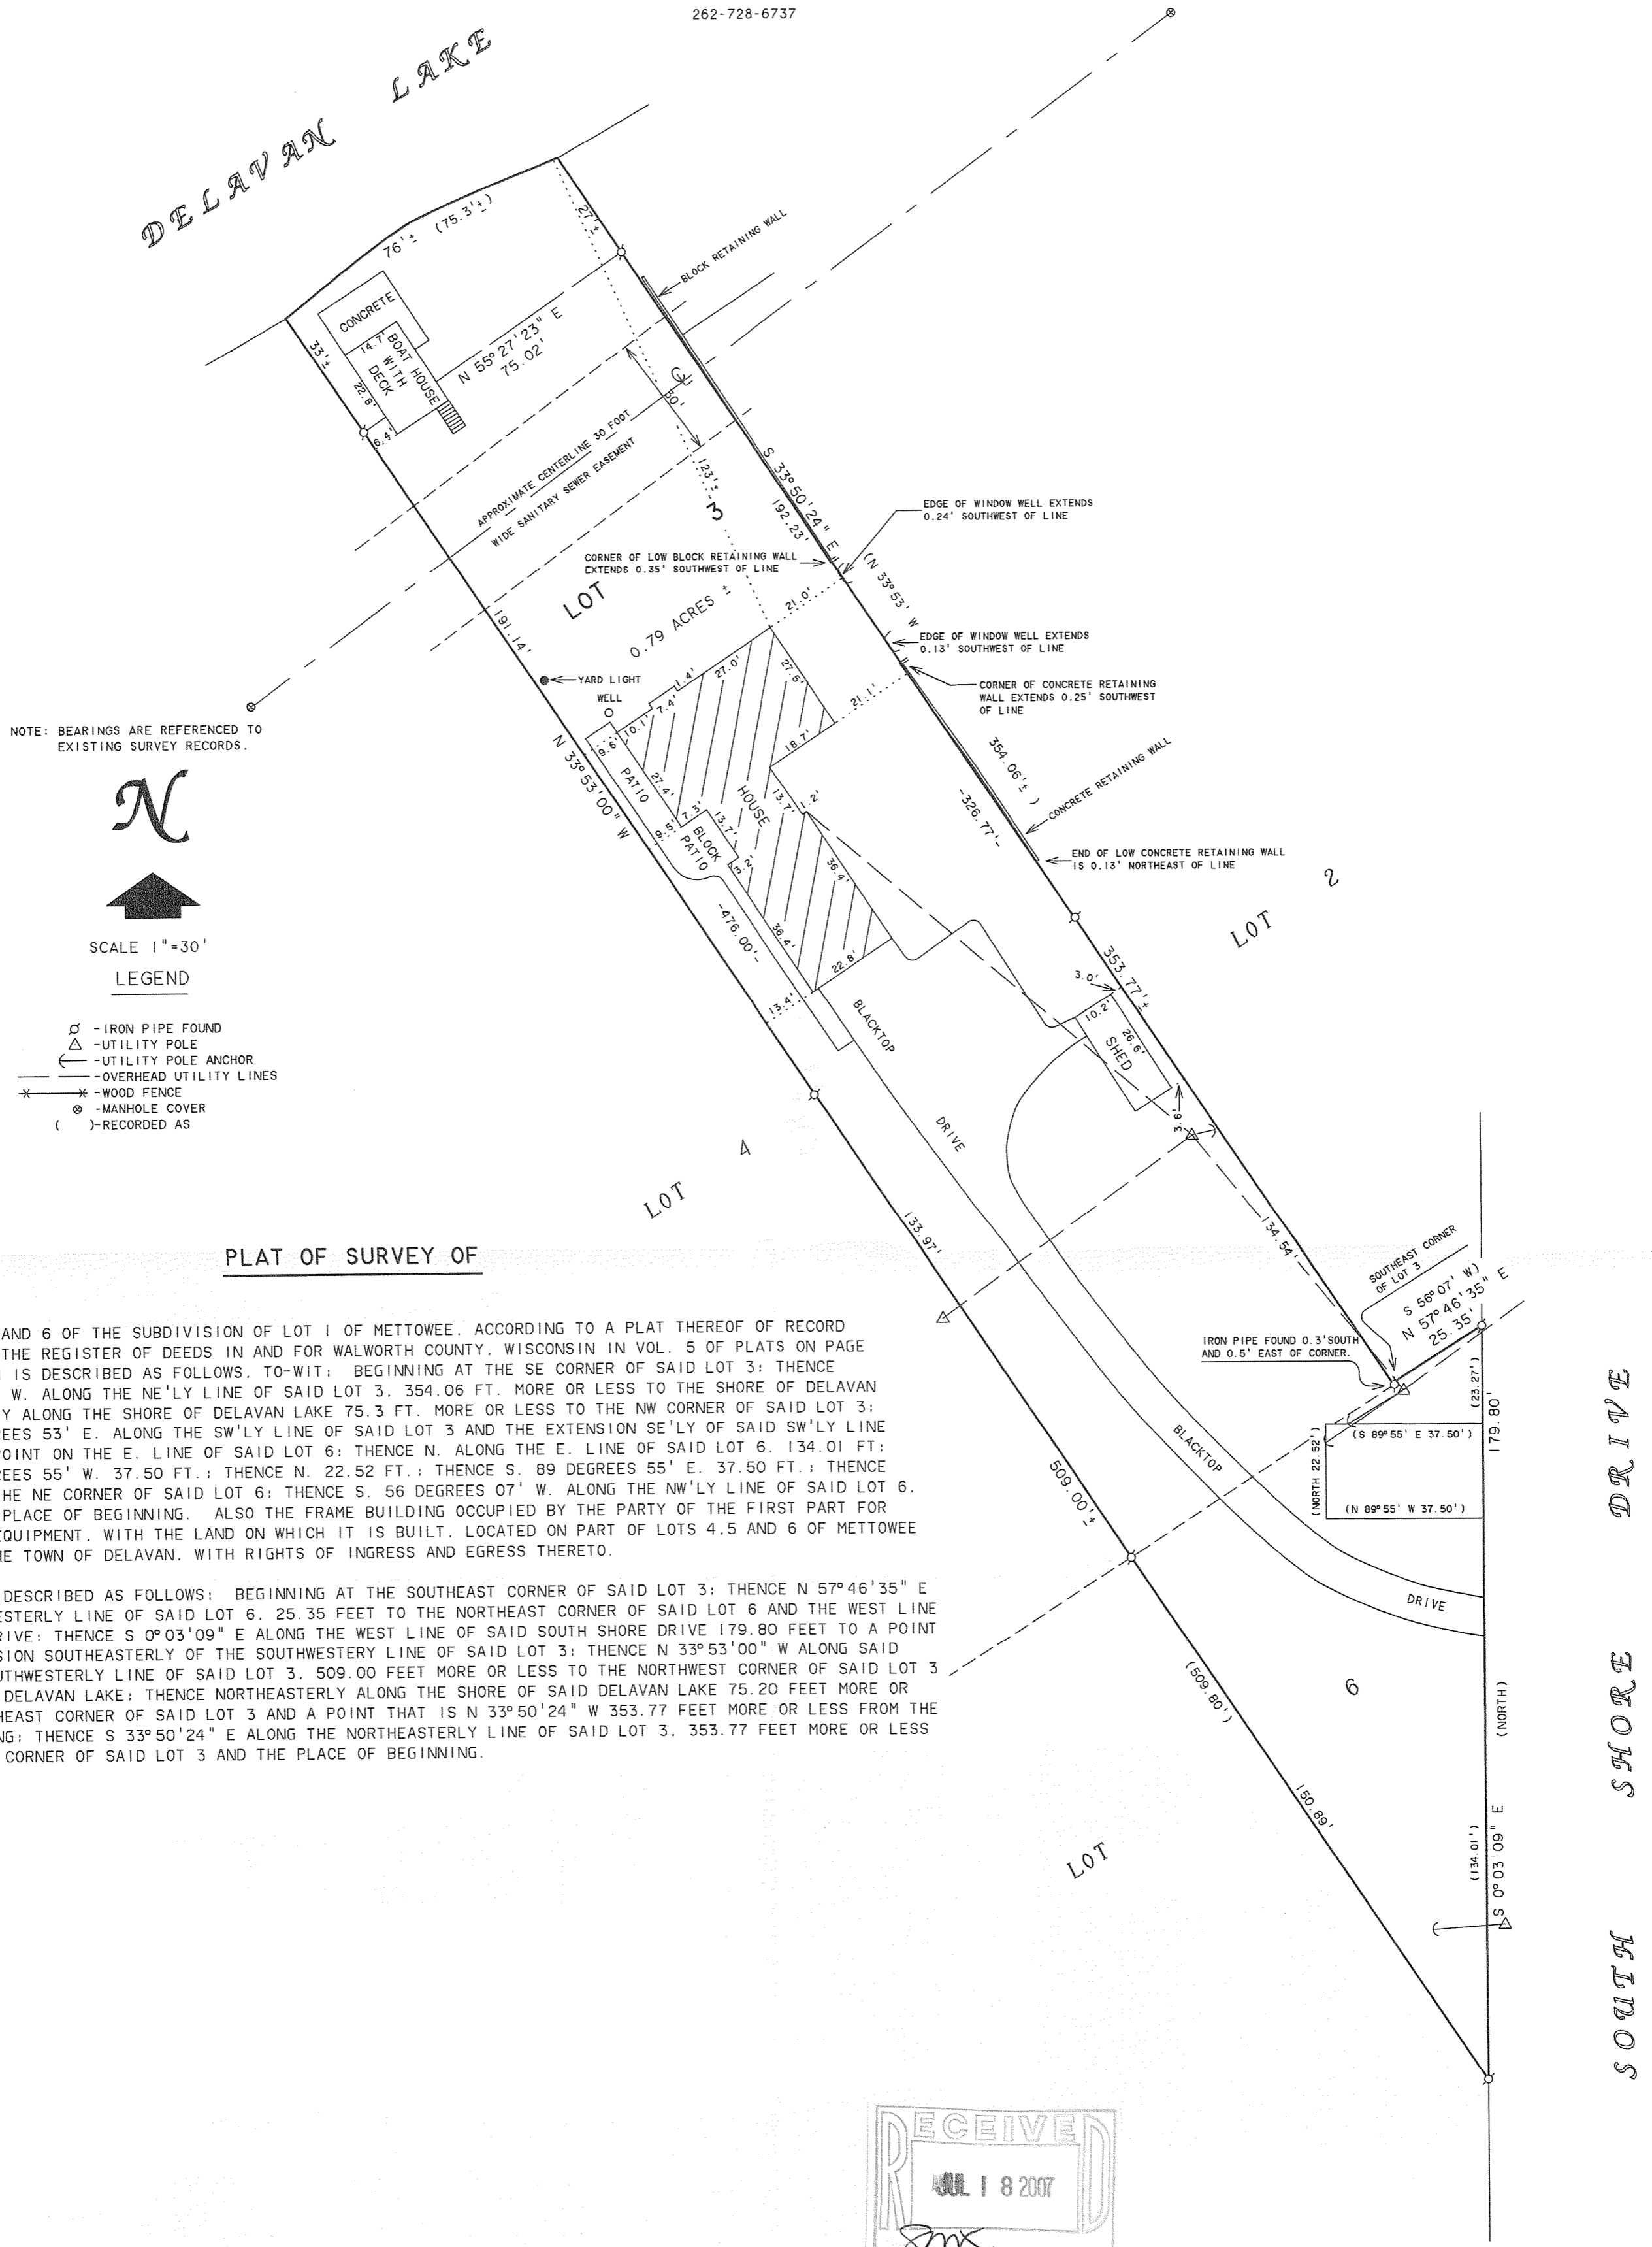 262-728-6737
DELAVAN LAKE
76'± (75.3'±)
27'±
BLOCK RETAINING WALL
CONCRETE
33'±
14.7'
BOAT HOUSE
WITH
DECK
22.8'
6.4'
N 55°27'23" E
75.02'
30'
APPROXIMATE CENTERLINE 30 FOOT
WIDE SANITARY SEWER EASEMENT
123'±
S 33°50'24" E
192.23'
3
EDGE OF WINDOW WELL EXTENDS
0.24' SOUTHWEST OF LINE
CORNER OF LOW BLOCK RETAINING WALL
EXTENDS 0.35' SOUTHWEST OF LINE
(N 33°53' W
354.06'± )
LOT
0.79 ACRES ±
191.14'
21.0'
EDGE OF WINDOW WELL EXTENDS
0.13' SOUTHWEST OF LINE
CORNER OF CONCRETE RETAINING
WALL EXTENDS 0.25' SOUTHWEST
OF LINE
YARD LIGHT
WELL
27.0'
1.4'
7.4'
10.1'
9.6'
27.5'
21.1'
18.7'
PATIO
27.4'
HOUSE
13.7'
1.2'
7.3'
9.5'
BLOCK
PATIO
13.7'
3.2'
36.4'
36.4'
22.8'
13.4'
N 33°53'00" W
-476.00'-
-326.77'-
CONCRETE RETAINING WALL
END OF LOW CONCRETE RETAINING WALL
IS 0.13' NORTHEAST OF LINE
2
LOT
NOTE: BEARINGS ARE REFERENCED TO
EXISTING SURVEY RECORDS.
N
SCALE 1"=30'
LEGEND
-IRON PIPE FOUND
-UTILITY POLE
-UTILITY POLE ANCHOR
-OVERHEAD UTILITY LINES
-WOOD FENCE
-MANHOLE COVER
( )-RECORDED AS
353.77'±
3.0'
10.2'
26.6'
SHED
3.6'
BLACKTOP
DRIVE
4
LOT
133.97'
134.54'
SOUTHEAST CORNER
OF LOT 3
S 56°07' W)
N 57°46'35" E
25.35'
IRON PIPE FOUND 0.3'SOUTH
AND 0.5' EAST OF CORNER.
(23.27')
179.80'
(S 89°55' E 37.50')
(NORTH 22.52')
(N 89°55' W 37.50')
BLACKTOP
DRIVE
509.00'±
(509.80')
150.89'
6
LOT
(NORTH)
(134.01')
S 0°03'09" E
SOUTH SHORE DRIVE
PLAT OF SURVEY OF
AND 6 OF THE SUBDIVISION OF LOT 1 OF METTOWEE, ACCORDING TO A PLAT THEREOF OF RECORD
THE REGISTER OF DEEDS IN AND FOR WALWORTH COUNTY, WISCONSIN IN VOL. 5 OF PLATS ON PAGE
IS DESCRIBED AS FOLLOWS, TO-WIT: BEGINNING AT THE SE CORNER OF SAID LOT 3; THENCE
W. ALONG THE NE'LY LINE OF SAID LOT 3, 354.06 FT. MORE OR LESS TO THE SHORE OF DELAVAN
Y ALONG THE SHORE OF DELAVAN LAKE 75.3 FT. MORE OR LESS TO THE NW CORNER OF SAID LOT 3;
EES 53' E. ALONG THE SW'LY LINE OF SAID LOT 3 AND THE EXTENSION SE'LY OF SAID SW'LY LINE
OINT ON THE E. LINE OF SAID LOT 6; THENCE N. ALONG THE E. LINE OF SAID LOT 6, 134.01 FT;
EES 55' W. 37.50 FT.; THENCE N. 22.52 FT.; THENCE S. 89 DEGREES 55' E. 37.50 FT.; THENCE
HE NE CORNER OF SAID LOT 6; THENCE S. 56 DEGREES 07' W. ALONG THE NW'LY LINE OF SAID LOT 6,
PLACE OF BEGINNING. ALSO THE FRAME BUILDING OCCUPIED BY THE PARTY OF THE FIRST PART FOR
QUIPMENT, WITH THE LAND ON WHICH IT IS BUILT, LOCATED ON PART OF LOTS 4,5 AND 6 OF METTOWEE
E TOWN OF DELAVAN, WITH RIGHTS OF INGRESS AND EGRESS THERETO.
DESCRIBED AS FOLLOWS: BEGINNING AT THE SOUTHEAST CORNER OF SAID LOT 3; THENCE N 57°46'35" E
ESTERLY LINE OF SAID LOT 6, 25.35 FEET TO THE NORTHEAST CORNER OF SAID LOT 6 AND THE WEST LINE
RIVE; THENCE S 0°03'09" E ALONG THE WEST LINE OF SAID SOUTH SHORE DRIVE 179.80 FEET TO A POINT
SION SOUTHEASTERLY OF THE SOUTHWESTERY LINE OF SAID LOT 3; THENCE N 33°53'00" W ALONG SAID
UTHWESTERLY LINE OF SAID LOT 3, 509.00 FEET MORE OR LESS TO THE NORTHWEST CORNER OF SAID LOT 3
DELAVAN LAKE; THENCE NORTHEASTERLY ALONG THE SHORE OF SAID DELAVAN LAKE 75.20 FEET MORE OR
HEAST CORNER OF SAID LOT 3 AND A POINT THAT IS N 33°50'24" W 353.77 FEET MORE OR LESS FROM THE
NG; THENCE S 33°50'24" E ALONG THE NORTHEASTERLY LINE OF SAID LOT 3, 353.77 FEET MORE OR LESS
CORNER OF SAID LOT 3 AND THE PLACE OF BEGINNING.
RECEIVED
JUL 18 2007